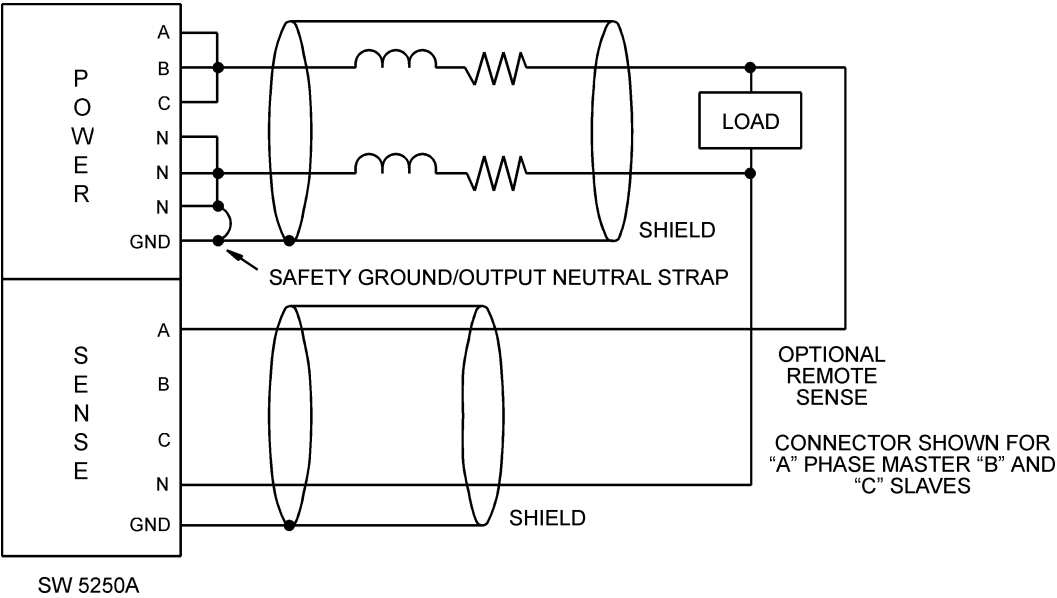 POWER
A
B
C
N
N
N
GND
LOAD
SHIELD
SAFETY GROUND/OUTPUT NEUTRAL STRAP
SENSE
A
B
C
N
GND
SHIELD
OPTIONAL
REMOTE
SENSE
CONNECTOR SHOWN FOR
“A” PHASE MASTER “B” AND
“C” SLAVES
SW 5250A